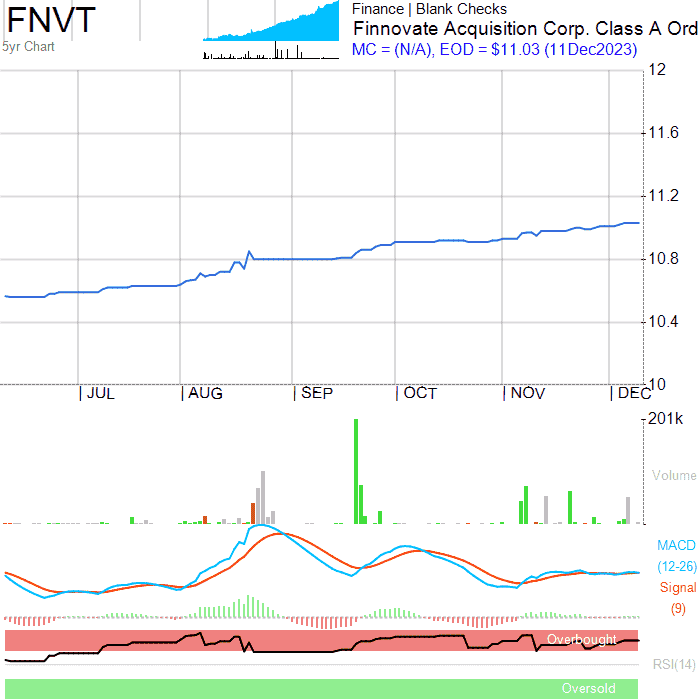 FNVT
5yr Chart
Finance | Blank Checks
Finnovate Acquisition Corp. Class A Ord
MC = (N/A), EOD = $11.03 (11Dec2023)
12
11.6
11.2
10.8
10.4
10
| JUL | AUG | SEP | OCT | NOV | DEC
201k
Volume
MACD
(12-26)
Signal
(9)
Overbought
RSI(14)
Oversold